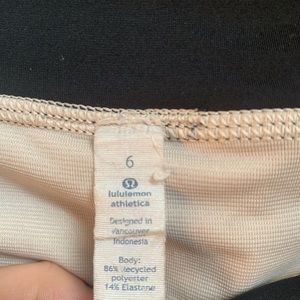 6
lululemon
athletica
Designed in
Vancouver
Indonesia
Body:
86% Recycled
polyester
14% Elastane